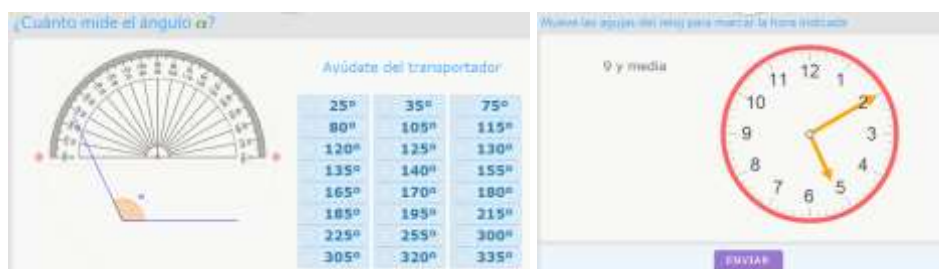 ¿Cuánto mide el ángulo α?
Ayúdate del transportador
25º 35º 75º
80º 105º 115º
120º 125º 130º
135º 140º 155º
165º 170º 180º
185º 195º 215º
225º 255º 300º
305º 320º 335º
α
Mueve las agujas del reloj para marcar la hora indicada
9 y media
12
11 1
10 2
9 3
8 4
7 5
6
ENVIAR